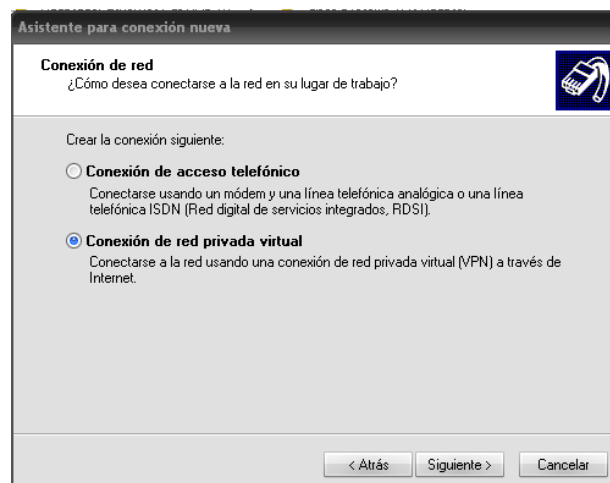 Asistente para conexión nueva
Conexión de red
¿Cómo desea conectarse a la red en su lugar de trabajo?
Crear la conexión siguiente:
Conexión de acceso telefónico
Conectarse usando un módem y una línea telefónica analógica o una línea
telefónica ISDN (Red digital de servicios integrados, RDSI).
Conexión de red privada virtual
Conectarse a la red usando una conexión de red privada virtual (VPN) a través de
Internet.
< Atrás Siguiente > Cancelar